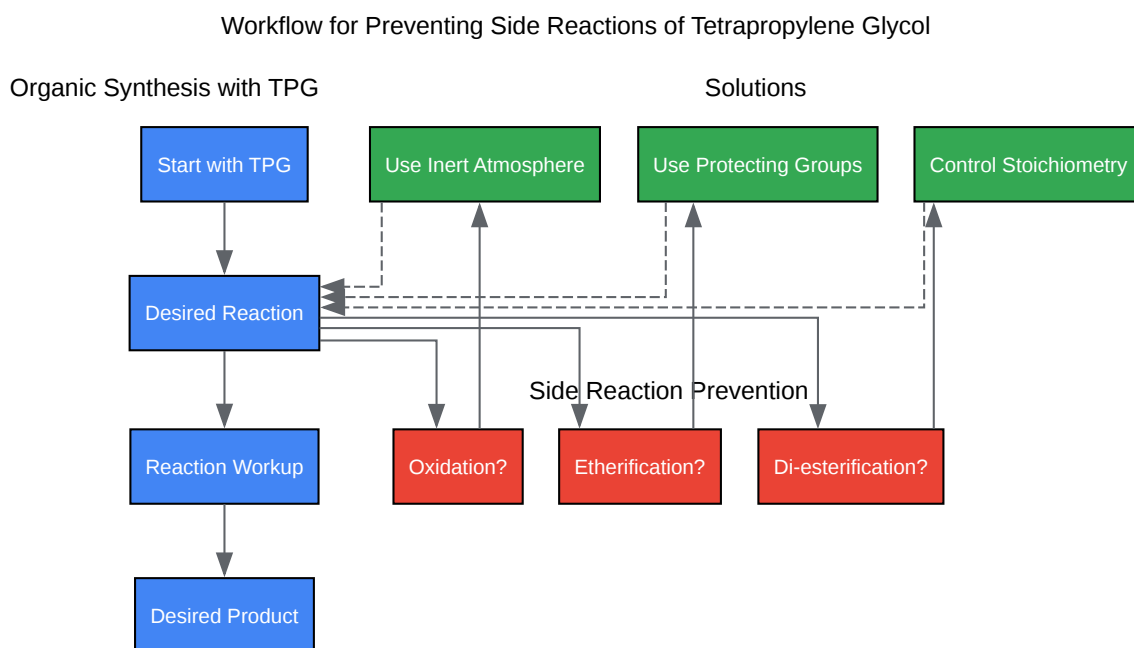 Workflow for Preventing Side Reactions of Tetrapropylene Glycol
Organic Synthesis with TPG
Solutions
Start with TPG
Use Inert Atmosphere
Use Protecting Groups
Control Stoichiometry
Desired Reaction
Side Reaction Prevention
Reaction Workup
Oxidation?
Etherification?
Di-esterification?
Desired Product